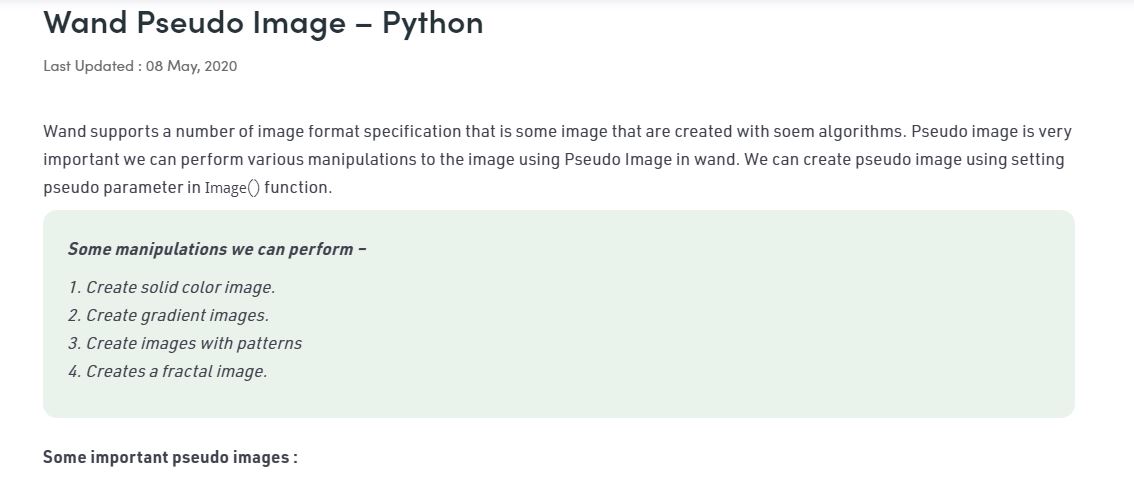 Wand Pseudo Image – Python
Last Updated : 08 May, 2020
Wand supports a number of image format specification that is some image that are created with soem algorithms. Pseudo image is very
important we can perform various manipulations to the image using Pseudo Image in wand. We can create pseudo image using setting
pseudo parameter in Image() function.
Some manipulations we can perform –
1. Create solid color image.
2. Create gradient images.
3. Create images with patterns
4. Creates a fractal image.
Some important pseudo images :